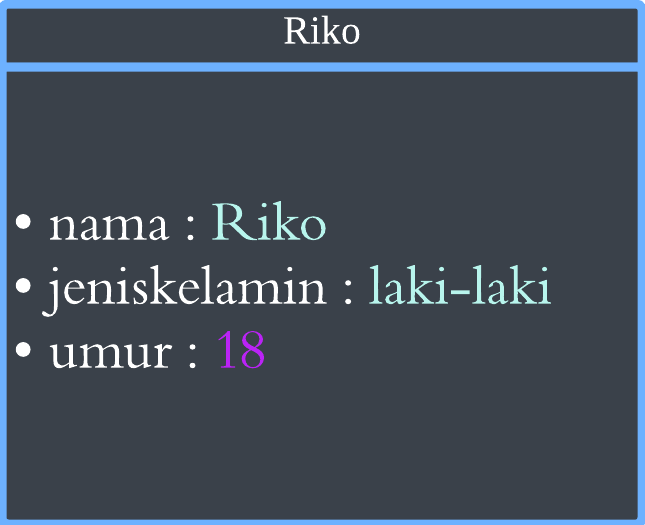 Riko
• nama : Riko
• jeniskelamin : laki-laki
• umur : 18